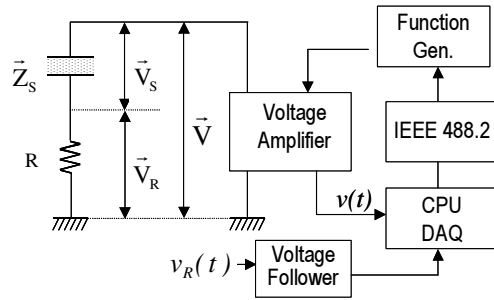 Function
Gen.
Z⃗S
V⃗S
V⃗
Voltage
Amplifier
IEEE 488.2
R
V⃗R
v(t)
CPU
DAQ
vR(t)
Voltage
Follower